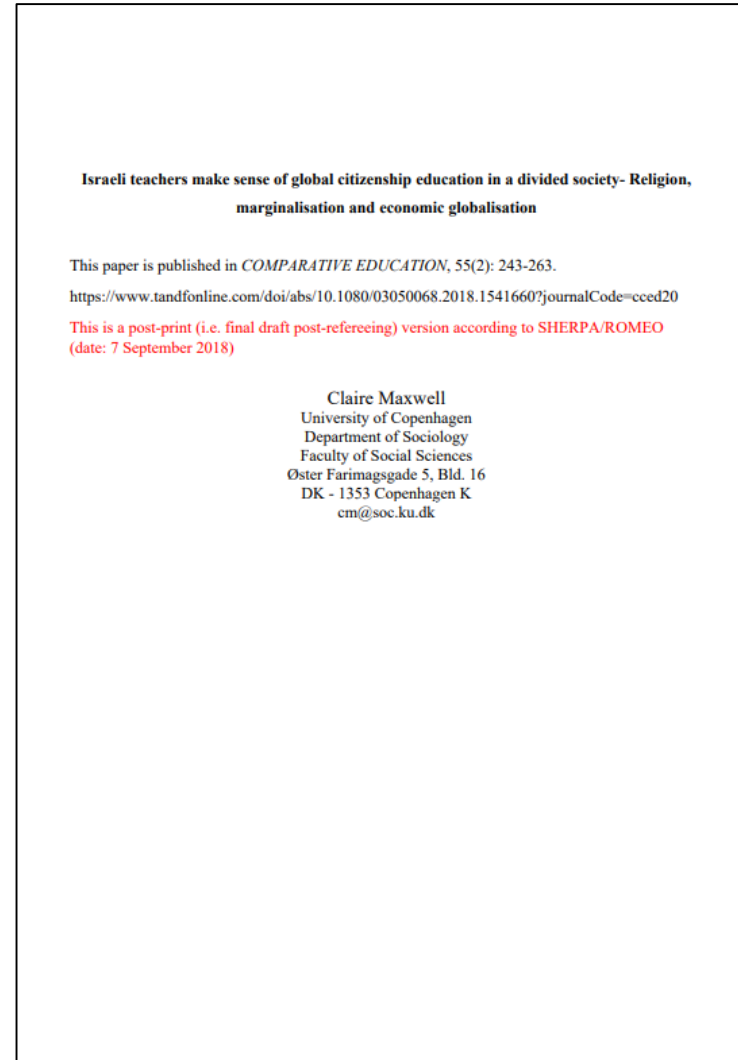 Israeli teachers make sense of global citizenship education in a divided society- Religion,
marginalisation and economic globalisation
This paper is published in COMPARATIVE EDUCATION, 55(2): 243-263.
https://www.tandfonline.com/doi/abs/10.1080/03050068.2018.1541660?journalCode=cced20
This is a post-print (i.e. final draft post-refereeing) version according to SHERPA/ROMEO
(date: 7 September 2018)
Claire Maxwell
University of Copenhagen
Department of Sociology
Faculty of Social Sciences
Øster Farimagsgade 5, Bld. 16
DK - 1353 Copenhagen K
cm@soc.ku.dk